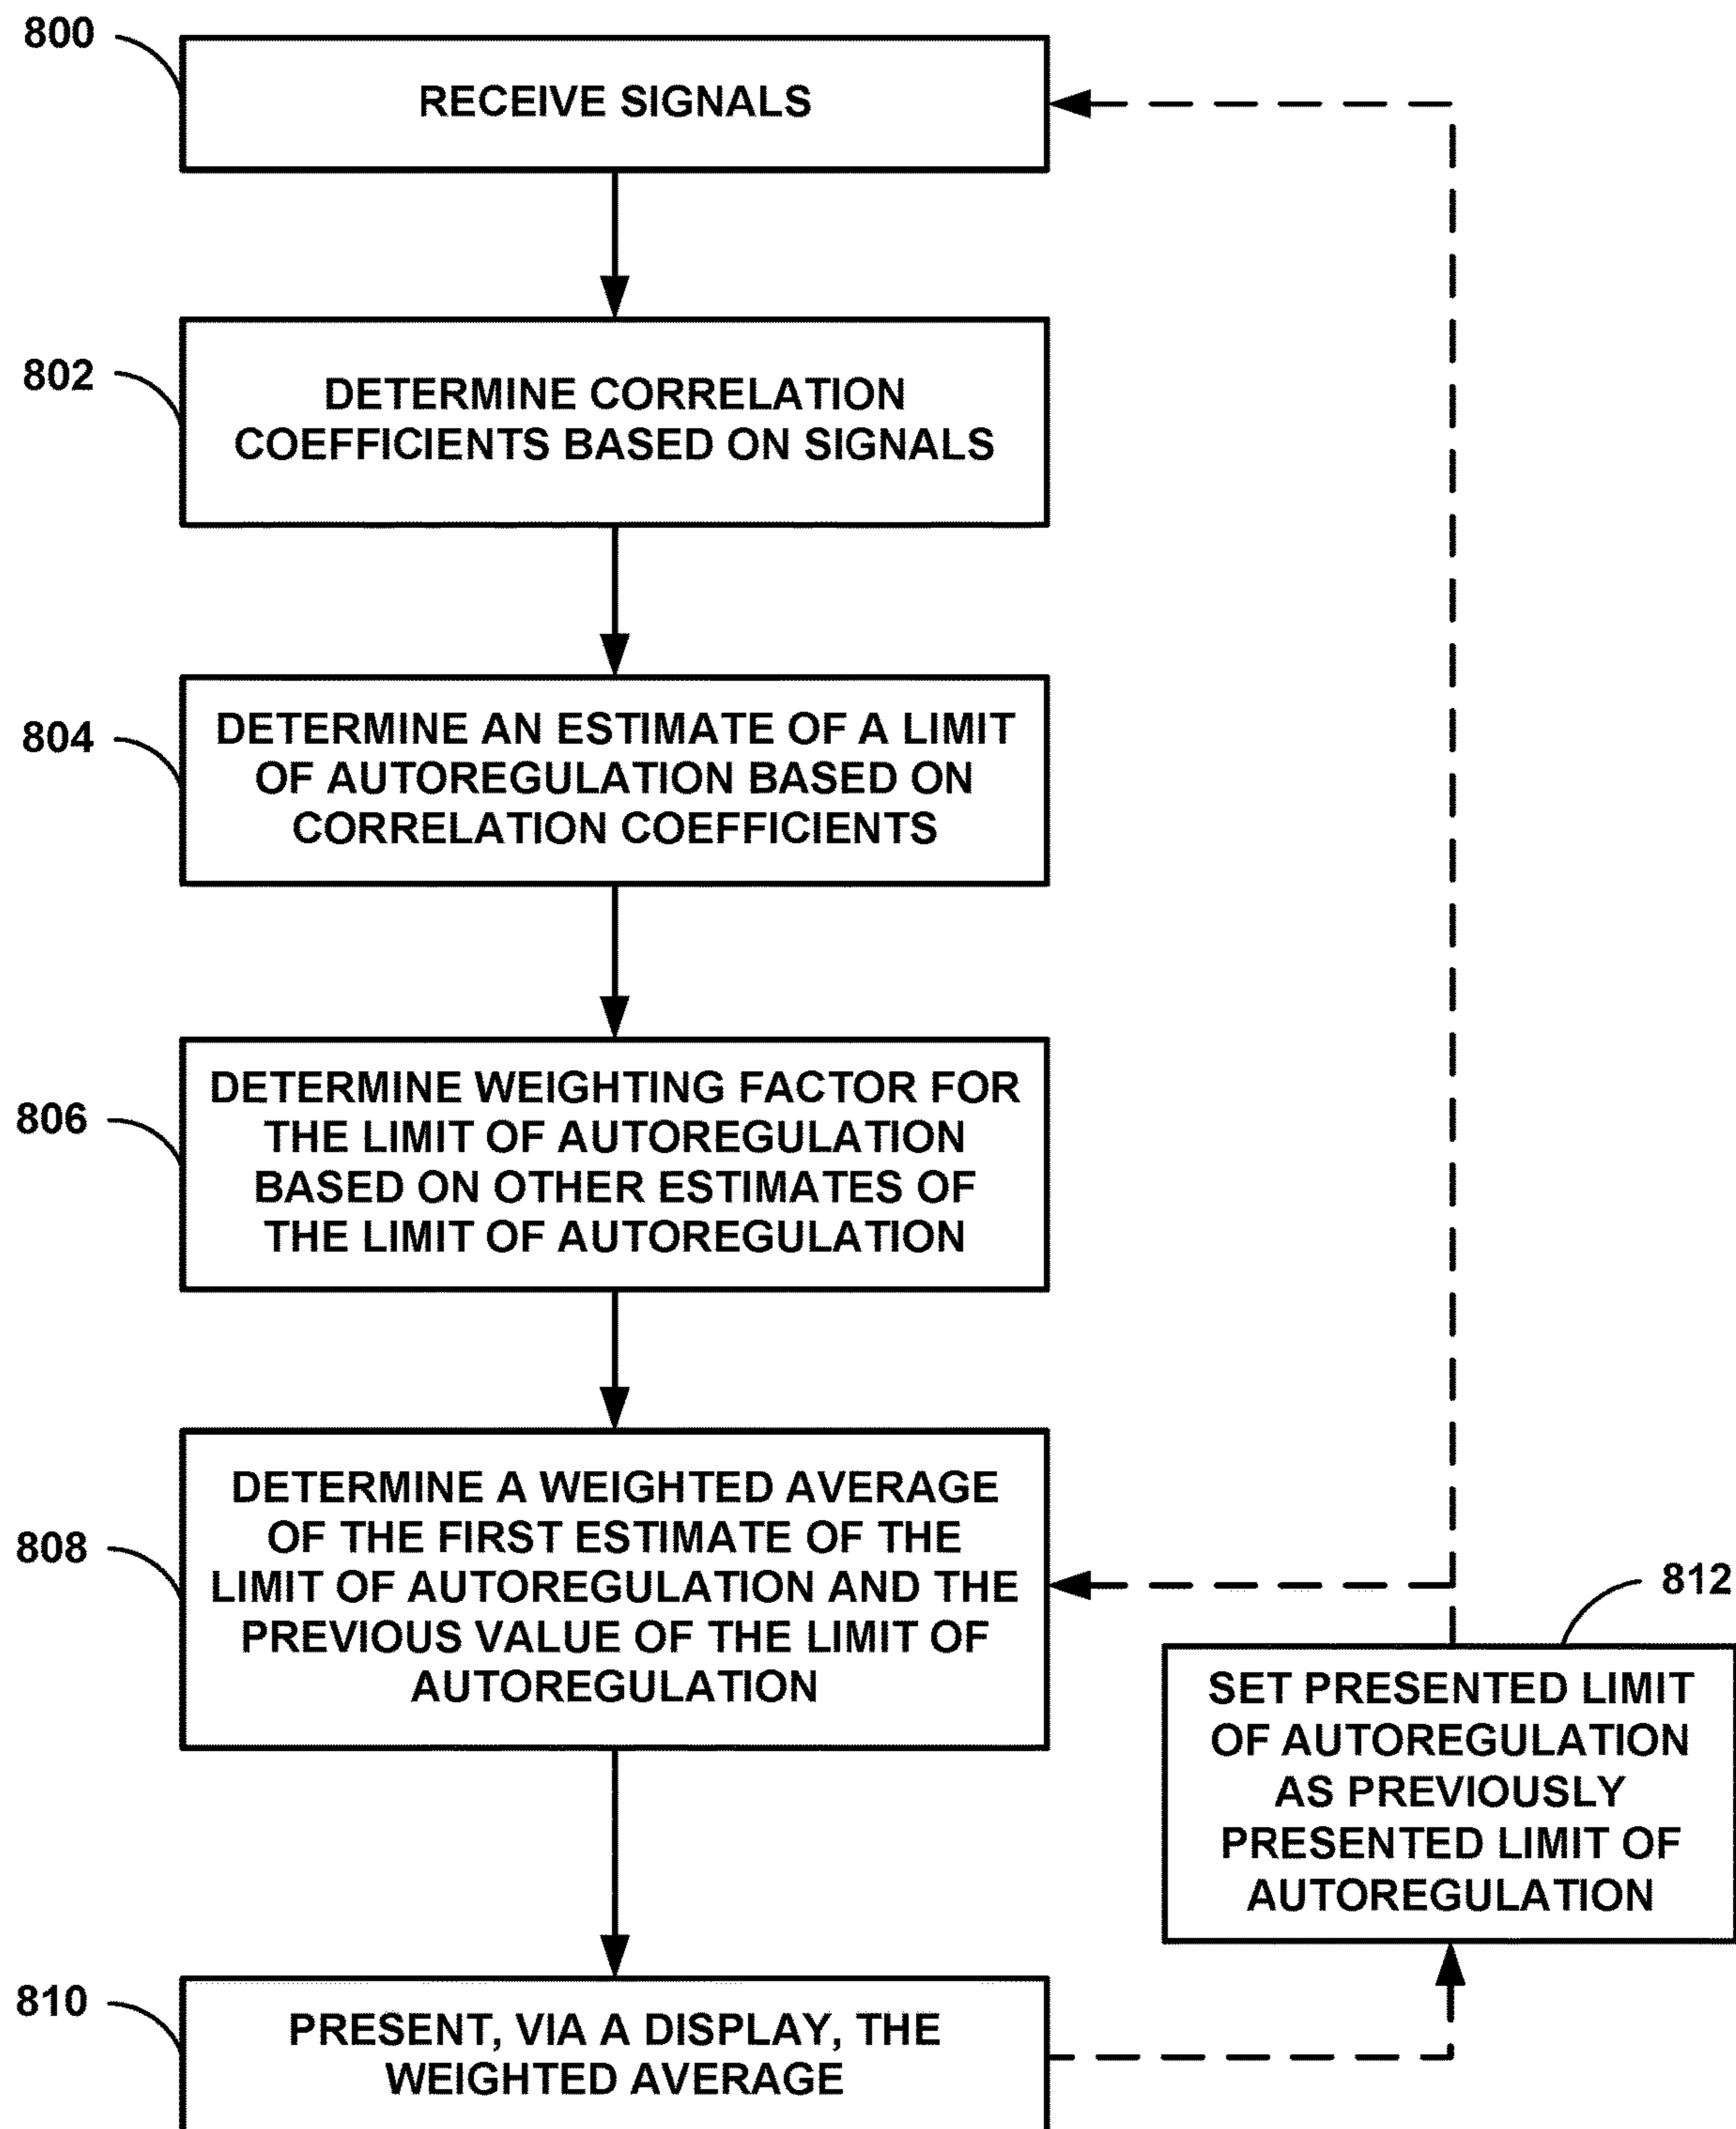 800
RECEIVE SIGNALS
802
DETERMINE CORRELATION
COEFFICIENTS BASED ON SIGNALS
804
DETERMINE AN ESTIMATE OF A LIMIT
OF AUTOREGULATION BASED ON
CORRELATION COEFFICIENTS
806
DETERMINE WEIGHTING FACTOR FOR
THE LIMIT OF AUTOREGULATION
BASED ON OTHER ESTIMATES OF
THE LIMIT OF AUTOREGULATION
808
DETERMINE A WEIGHTED AVERAGE
OF THE FIRST ESTIMATE OF THE
LIMIT OF AUTOREGULATION AND THE
PREVIOUS VALUE OF THE LIMIT OF
AUTOREGULATION
812
SET PRESENTED LIMIT
OF AUTOREGULATION
AS PREVIOUSLY
PRESENTED LIMIT OF
AUTOREGULATION
810
PRESENT, VIA A DISPLAY, THE
WEIGHTED AVERAGE